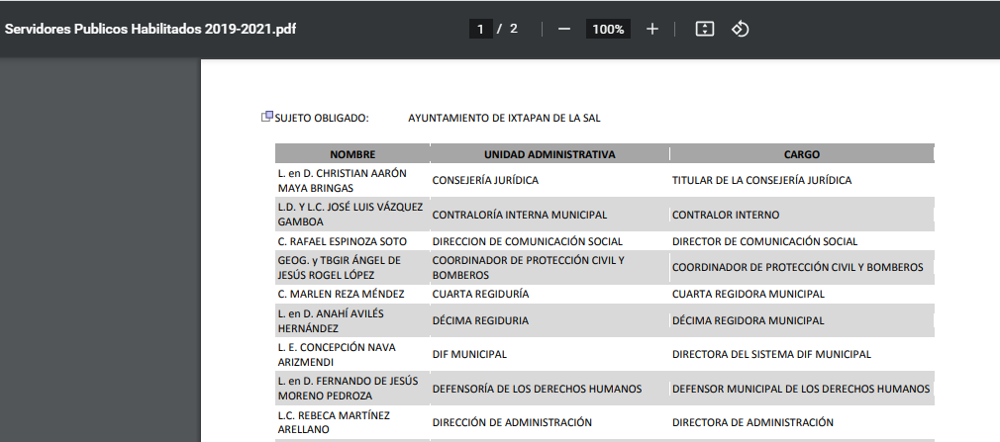 Servidores Publicos Habilitados 2019-2021.pdf
1 / 2
100%
SUJETO OBLIGADO: AYUNTAMIENTO DE IXTAPAN DE LA SAL
NOMBRE UNIDAD ADMINISTRATIVA CARGO
L. en D. CHRISTIAN AARÓN
MAYA BRINGAS
CONSEJERÍA JURÍDICA
TITULAR DE LA CONSEJERÍA JURÍDICA
L.D. Y L.C. JOSÉ LUIS VÁZQUEZ
GAMBOA
CONTRALORÍA INTERNA MUNICIPAL
CONTRALOR INTERNO
C. RAFAEL ESPINOZA SOTO
DIRECCION DE COMUNICACIÓN SOCIAL
DIRECTOR DE COMUNICACIÓN SOCIAL
GEOG. y TBGIR ÁNGEL DE
JESÚS ROGEL LÓPEZ
COORDINADOR DE PROTECCIÓN CIVIL Y
BOMBEROS
COORDINADOR DE PROTECCIÓN CIVIL Y BOMBEROS
C. MARLEN REZA MÉNDEZ
CUARTA REGIDURÍA
CUARTA REGIDORA MUNICIPAL
L. en D. ANAHÍ AVILÉS
HERNÁNDEZ
DÉCIMA REGIDURIA
DÉCIMA REGIDORA MUNICIPAL
L. E. CONCEPCIÓN NAVA
ARIZMENDI
DIF MUNICIPAL
DIRECTORA DEL SISTEMA DIF MUNICIPAL
L. en D. FERNANDO DE JESÚS
MORENO PEDROZA
DEFENSORÍA DE LOS DERECHOS HUMANOS
DEFENSOR MUNICIPAL DE LOS DERECHOS HUMANOS
L.C. REBECA MARTÍNEZ
ARELLANO
DIRECCIÓN DE ADMINISTRACIÓN
DIRECTORA DE ADMINISTRACIÓN